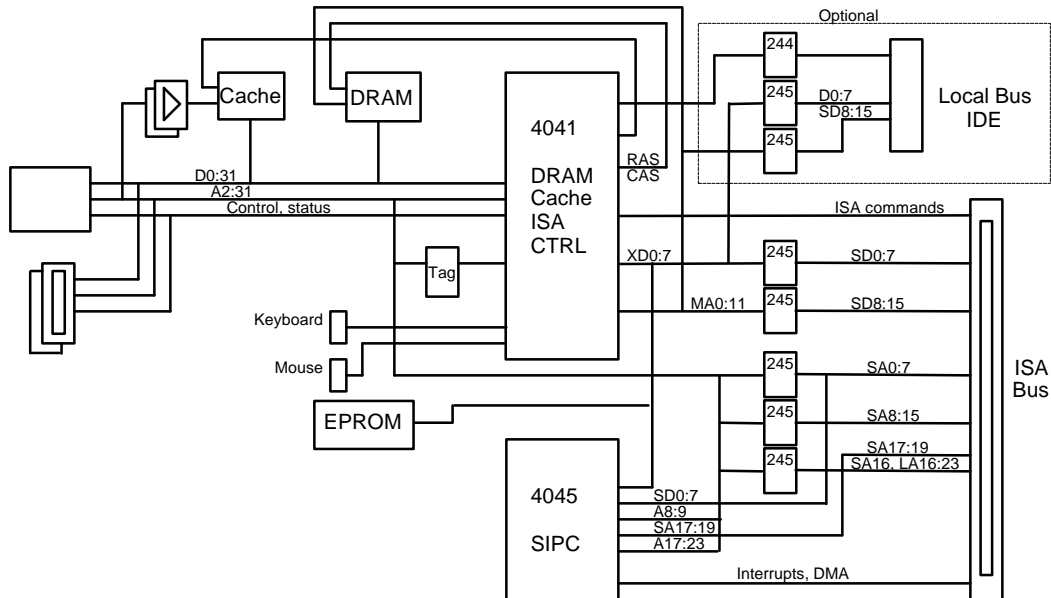 Optional
244
Cache
DRAM
245
D0:7
SD8:15
Local Bus
IDE
4041
245
RAS
CAS
D0:31
A2:31
Control, status
DRAM
Cache
ISA
CTRL
ISA commands
Tag
XD0:7
245
SD0:7
MA0:11
245
SD8:15
Keyboard
Mouse
245
SA0:7
ISA
Bus
EPROM
245
SA8:15
245
SA17:19
SA16, LA16:23
4045
SIPC
SD0:7
A8:9
SA17:19
A17:23
Interrupts, DMA